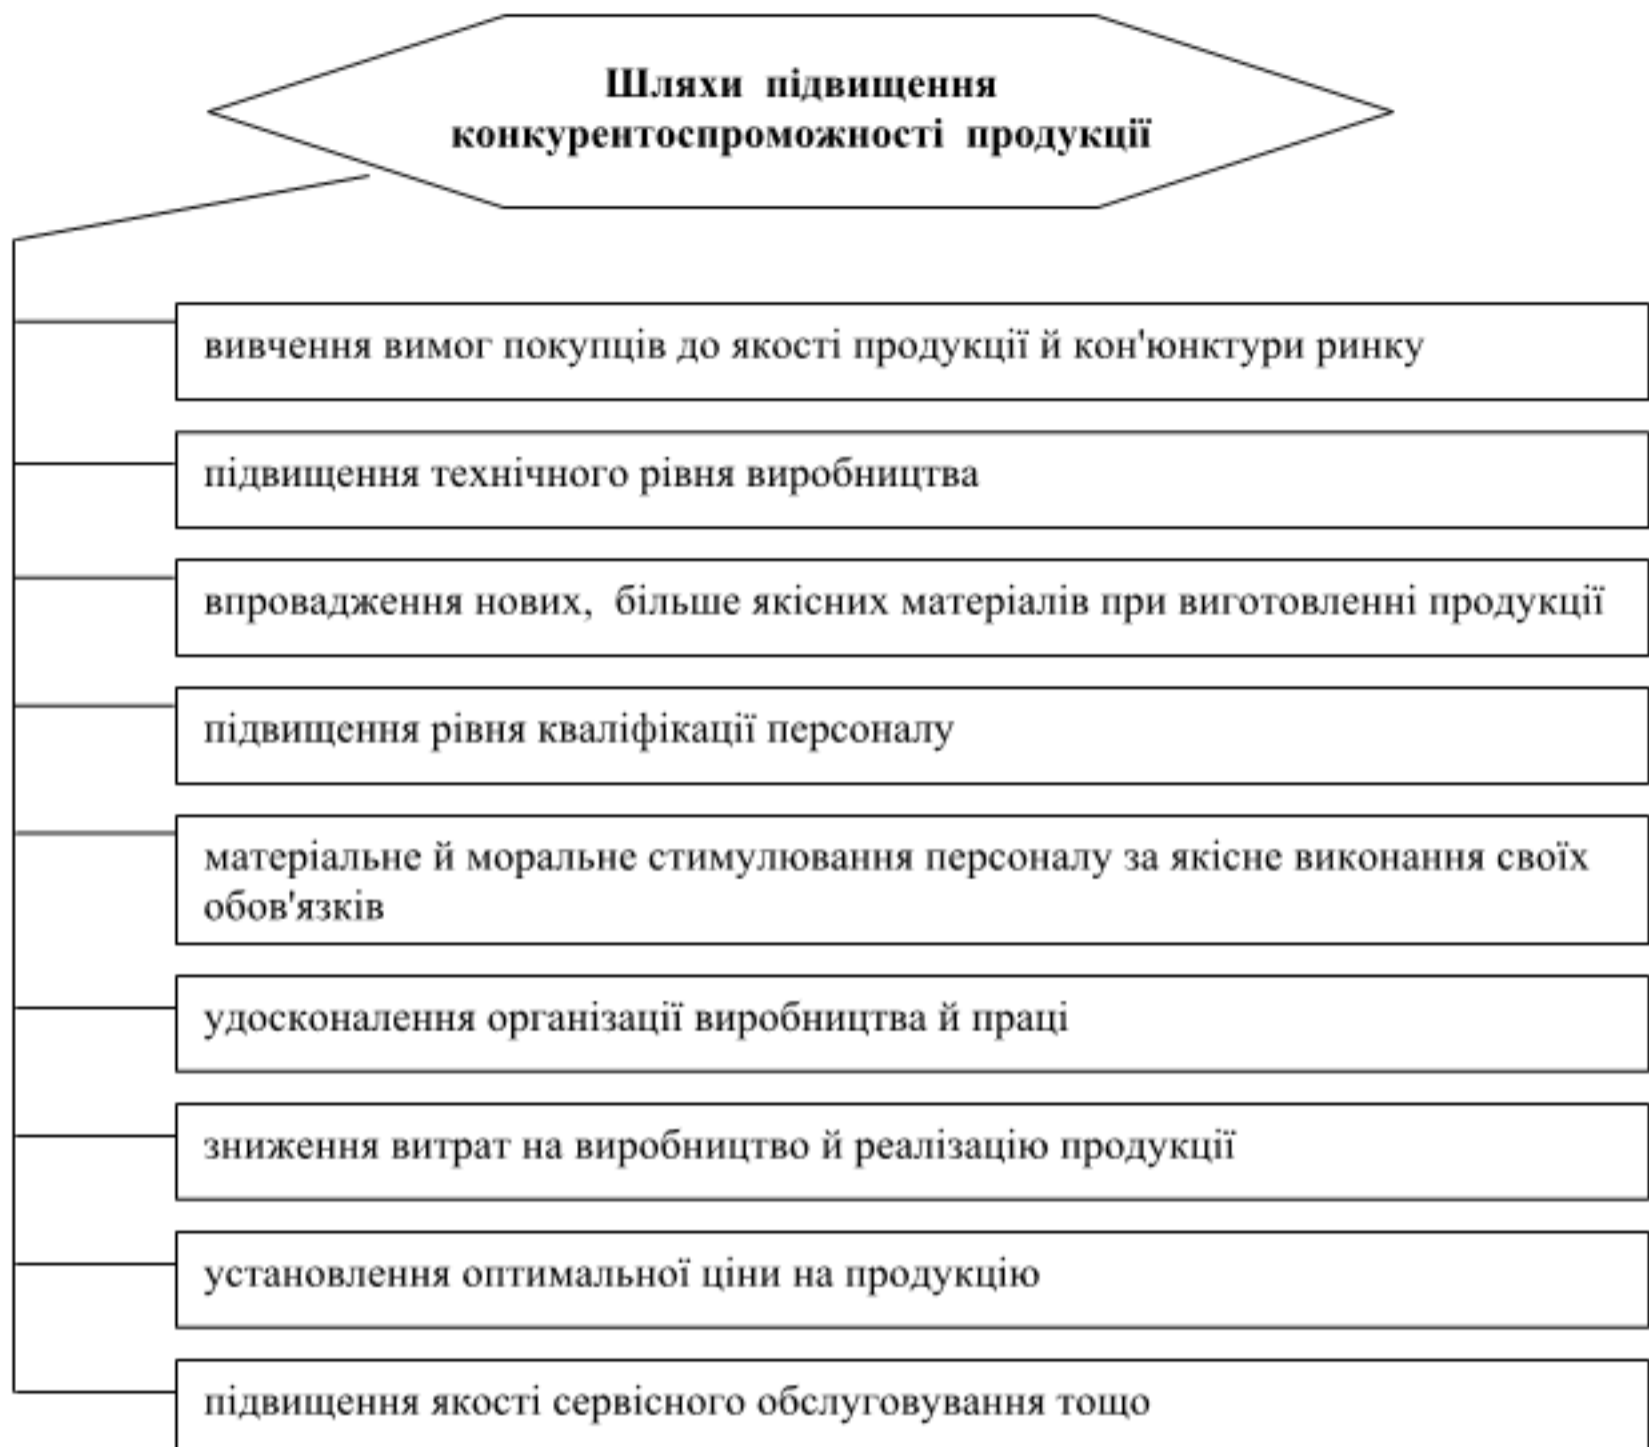 Шляхи підвищення
конкурентоспроможності продукції
вивчення вимог покупців до якості продукції й кон'юнктури ринку
підвищення технічного рівня виробництва
впровадження нових, більше якісних матеріалів при виготовленні продукції
підвищення рівня кваліфікації персоналу
матеріальне й моральне стимулювання персоналу за якісне виконання своїх
обов'язків
удосконалення організації виробництва й праці
зниження витрат на виробництво й реалізацію продукції
установлення оптимальної ціни на продукцію
підвищення якості сервісного обслуговування тощо